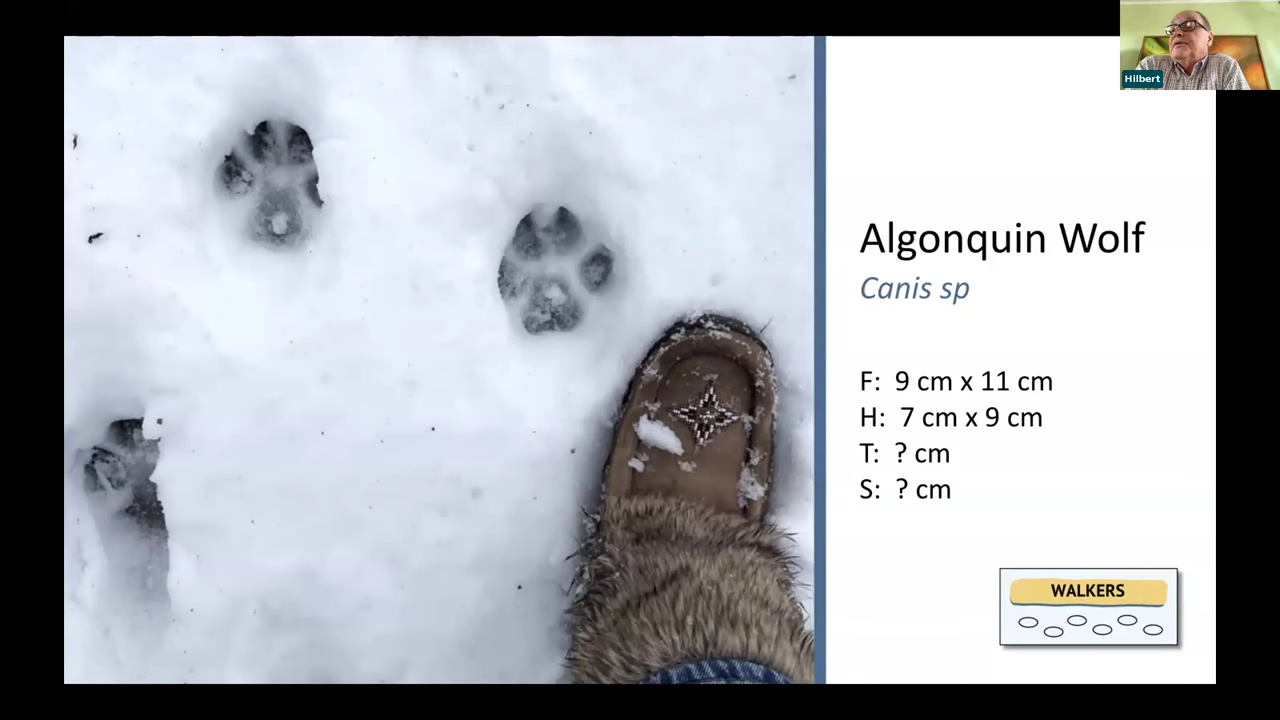 Hilbert
Algonquin Wolf
Canis sp
F: 9 cm x 11 cm
H: 7 cm x 9 cm
T: ? cm
S: ? cm
WALKERS